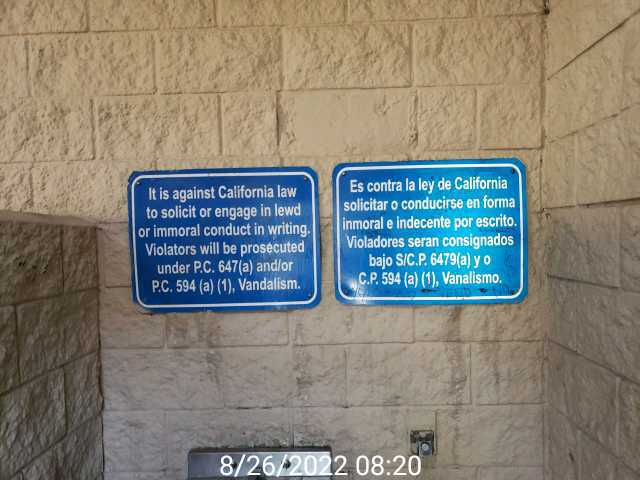 It is against California law
to solicit or engage in lewd
or immoral conduct in writing.
Violators will be prosecuted
under P.C. 647(a) and/or
P.C. 594 (a) (1), Vandalism.
Es contra la ley de California
solicitar o conducirse en forma
inmoral e indecente por escrito.
Violadores seran consignados
bajo S/C.P. 6479(a) y o
C.P. 594 (a) (1), Vanalismo.
8/26/2022 08:20